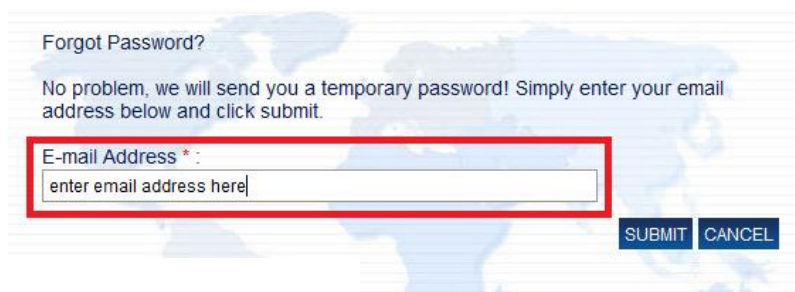 Forgot Password?
No problem, we will send you a temporary password! Simply enter your email
address below and click submit.
E-mail Address * :
enter email address here
SUBMIT CANCEL